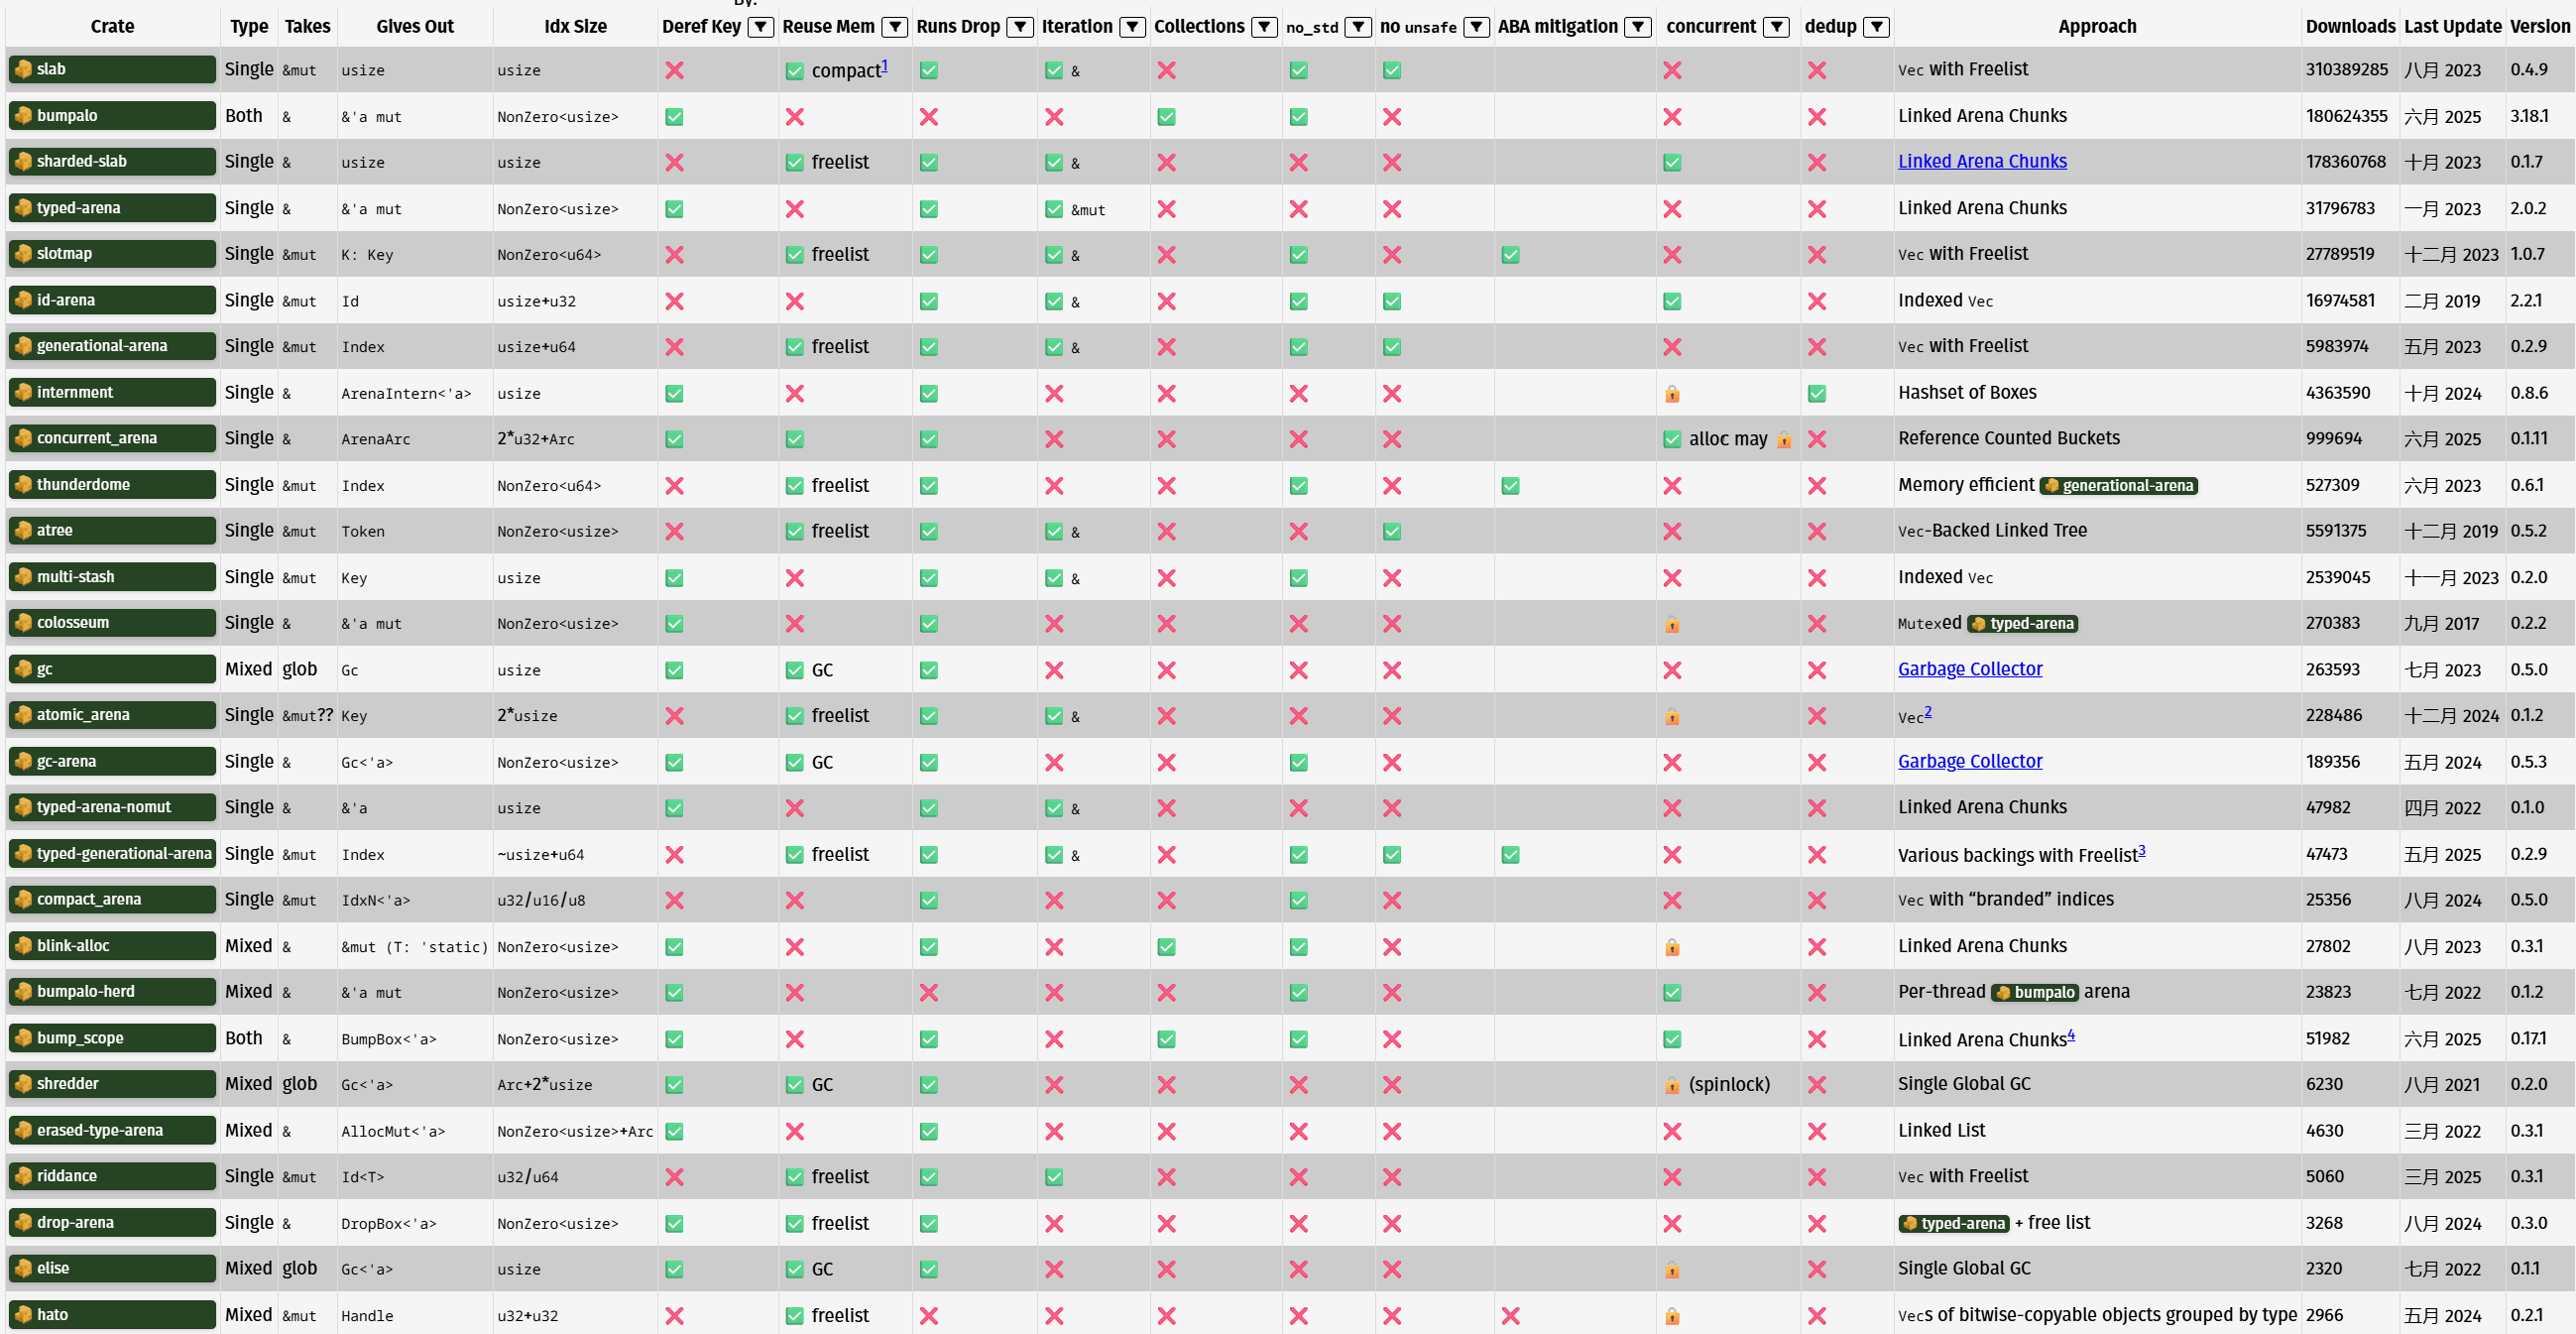 By:
Crate Type Takes Gives Out Idx Size Deref Key Reuse Mem Runs Drop Iteration Collections no_std no unsafe ABA mitigation concurrent dedup Approach Downloads Last Update Version
slab Single &mut usize usize ❌ ✅ compact1 ✅ ✅ & ❌ ✅ ✅ ❌ ❌ Vec with Freelist 310389285 八月 2023 0.4.9
bumpalo Both & &'a mut NonZero<usize> ✅ ❌ ❌ ❌ ✅ ✅ ❌ ❌ ❌ Linked Arena Chunks 180624355 六月 2025 3.18.1
sharded-slab Single & usize usize ❌ ✅ freelist ✅ ✅ & ❌ ❌ ❌ ✅ ❌ Linked Arena Chunks 178360768 十月 2023 0.1.7
typed-arena Single & &'a mut NonZero<usize> ✅ ❌ ✅ ✅ &mut ❌ ❌ ❌ ❌ ❌ Linked Arena Chunks 31796783 一月 2023 2.0.2
slotmap Single &mut K: Key NonZero<u64> ❌ ✅ freelist ✅ ✅ & ❌ ✅ ❌ ✅ ❌ ❌ Vec with Freelist 27789519 十二月 2023 1.0.7
id-arena Single &mut Id usize+u32 ❌ ❌ ✅ ✅ & ❌ ✅ ✅ ✅ ❌ Indexed Vec 16974581 二月 2019 2.2.1
generational-arena Single &mut Index usize+u64 ❌ ✅ freelist ✅ ✅ & ❌ ✅ ✅ ❌ ❌ Vec with Freelist 5983974 五月 2023 0.2.9
internment Single & ArenaIntern<'a> usize ✅ ❌ ✅ ❌ ❌ ❌ ❌ 🔒 ✅ Hashset of Boxes 4363590 十月 2024 0.8.6
concurrent_arena Single & ArenaArc 2*u32+Arc ✅ ✅ ✅ ❌ ❌ ❌ ❌ ✅ alloc may 🔒 ❌ Reference Counted Buckets 999694 六月 2025 0.1.11
thunderdome Single &mut Index NonZero<u64> ❌ ✅ freelist ✅ ❌ ❌ ✅ ❌ ✅ ❌ ❌ Memory efficient generational-arena 527309 六月 2023 0.6.1
atree Single &mut Token NonZero<usize> ❌ ✅ freelist ✅ ✅ & ❌ ❌ ✅ ❌ ❌ Vec-Backed Linked Tree 5591375 十二月 2019 0.5.2
multi-stash Single &mut Key usize ✅ ❌ ✅ ✅ & ❌ ✅ ❌ ❌ ❌ Indexed Vec 2539045 十一月 2023 0.2.0
colosseum Single & &'a mut NonZero<usize> ✅ ❌ ✅ ❌ ❌ ❌ ❌ 🔒 ❌ Mutexed typed-arena 270383 九月 2017 0.2.2
gc Mixed glob Gc usize ✅ ✅ GC ✅ ❌ ❌ ❌ ❌ ❌ ❌ Garbage Collector 263593 七月 2023 0.5.0
atomic_arena Single &mut?? Key 2*usize ❌ ✅ freelist ✅ ✅ & ❌ ❌ ❌ 🔒 ❌ Vec2 228486 十二月 2024 0.1.2
gc-arena Single & Gc<'a> NonZero<usize> ✅ ✅ GC ✅ ❌ ❌ ✅ ❌ ❌ ❌ Garbage Collector 189356 五月 2024 0.5.3
typed-arena-nomut Single & &'a usize ✅ ❌ ✅ ✅ & ❌ ❌ ❌ ❌ ❌ Linked Arena Chunks 47982 四月 2022 0.1.0
typed-generational-arena Single &mut Index ~usize+u64 ❌ ✅ freelist ✅ ✅ & ❌ ✅ ✅ ✅ ❌ ❌ Various backings with Freelist3 47473 五月 2025 0.2.9
compact_arena Single &mut IdxN<'a> u32/u16/u8 ❌ ❌ ✅ ❌ ❌ ✅ ❌ ❌ ❌ Vec with “branded” indices 25356 八月 2024 0.5.0
blink-alloc Mixed & &mut (T: 'static) NonZero<usize> ✅ ❌ ✅ ❌ ✅ ✅ ❌ 🔒 ❌ Linked Arena Chunks 27802 八月 2023 0.3.1
bumpalo-herd Mixed & &'a mut NonZero<usize> ✅ ❌ ❌ ❌ ❌ ✅ ❌ ✅ ❌ Per-thread bumpalo arena 23823 七月 2022 0.1.2
bump_scope Both & BumpBox<'a> NonZero<usize> ✅ ❌ ✅ ❌ ✅ ✅ ❌ ✅ ❌ Linked Arena Chunks4 51982 六月 2025 0.17.1
shredder Mixed glob Gc<'a> Arc+2*usize ✅ ✅ GC ✅ ❌ ❌ ❌ ❌ 🔒 (spinlock) ❌ Single Global GC 6230 八月 2021 0.2.0
erased-type-arena Mixed & AllocMut<'a> NonZero<usize>+Arc ✅ ❌ ✅ ❌ ❌ ❌ ❌ ❌ ❌ Linked List 4630 三月 2022 0.3.1
riddance Single &mut Id<T> u32/u64 ❌ ✅ freelist ✅ ✅ ❌ ❌ ❌ ❌ ❌ Vec with Freelist 5060 三月 2025 0.3.1
drop-arena Single & DropBox<'a> NonZero<usize> ✅ ✅ freelist ✅ ❌ ❌ ❌ ❌ ❌ ❌ typed-arena + free list 3268 八月 2024 0.3.0
elise Mixed glob Gc<'a> usize ✅ ✅ GC ✅ ❌ ❌ ❌ ❌ 🔒 ❌ Single Global GC 2320 七月 2022 0.1.1
hato Mixed &mut Handle u32+u32 ❌ ✅ freelist ❌ ❌ ❌ ❌ ❌ ❌ 🔒 ❌ Vecs of bitwise-copyable objects grouped by type 2966 五月 2024 0.2.1